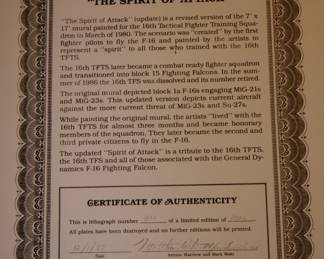 "THE SPIRIT OF ATTACK"
"The Spirit of Attack" (update) is a revised version of the 7' x
17' mural painted for the 16th Tactical Fighter Training Squa-
dron in March 1980. The scenario was "created" by the first
fighter pilots to fly the F-16 and painted by the artists to
represent a "spirit" to all those who trained with the 16th
TFTS.
The 16th TFTS later became a combat ready fighter squadron
and transitioned into block 15 Fighting Falcons. In the sum-
mer of 1986 the 16th TFS was dissolved and its number retired.
The original mural depicted block 1a F-16s engaging MiG-21s
and MiG-23s. This updated version depicts current aircraft
against the more current threat of MiG-23s and Su-27s.
While painting the original mural, the artists "lived" with the
16th TFTS for almost three months and became honorary
members of the squadron. They later became the second and
third private citizens to fly in the F-16.
The updated "Spirit of Attack" is a tribute to the 16th TFTS,
the 16th TFS and all of those associated with the General Dy-
namics F-16 Fighting Falcon.
CERTIFICATE OF AUTHENTICITY
This is lithograph number of a limited edition of
All plates have been destroyed and no further editions will be printed.
Date
Artists: Matthew and Mark Waki